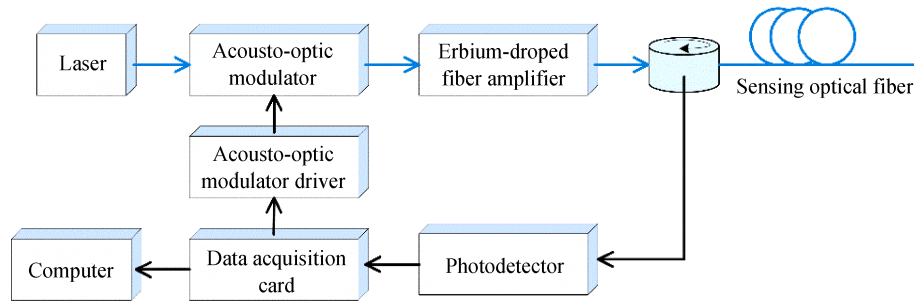 Laser
Acousto-optic
modulator
Erbium-droped
fiber amplifier
Sensing optical fiber
Acousto-optic
modulator driver
Computer
Data acquisition
card
Photodetector